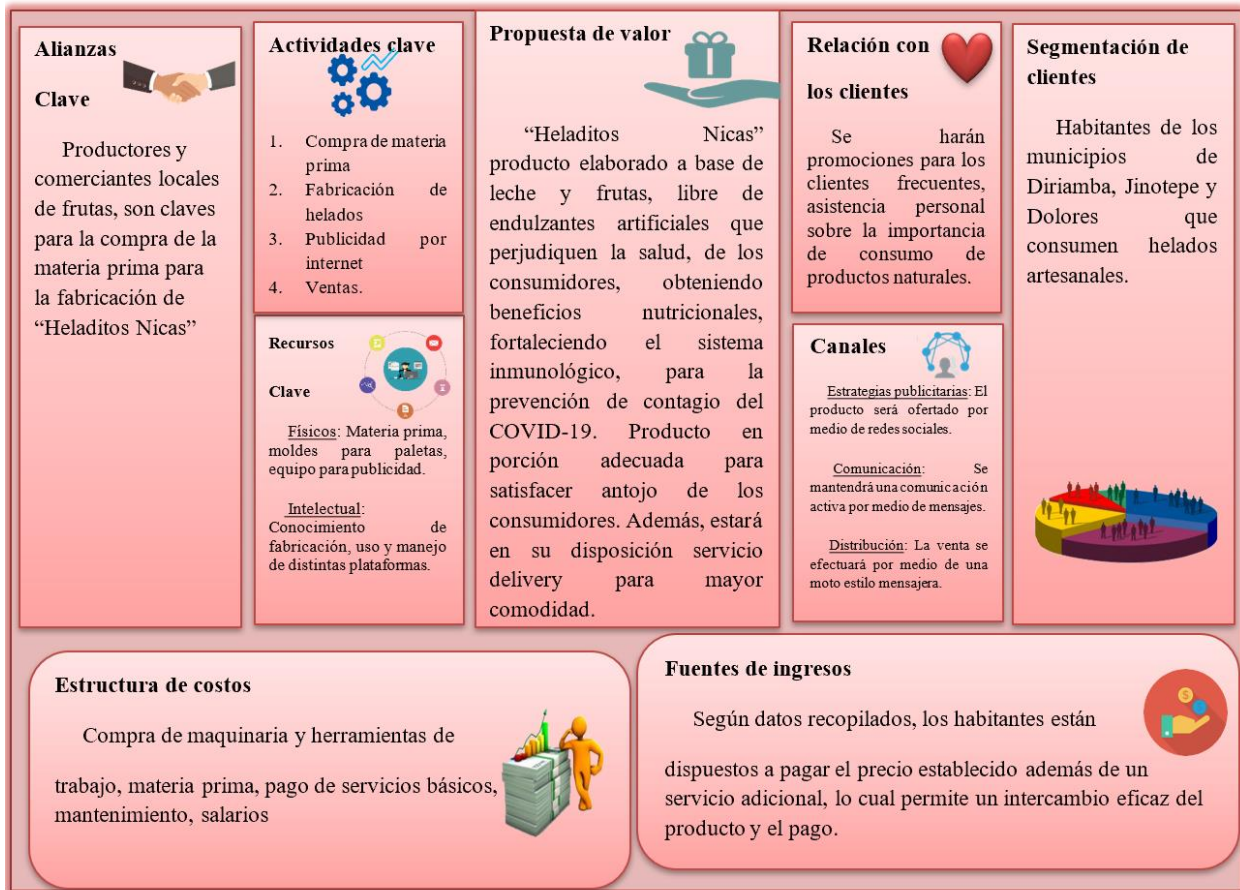 Alianzas
Clave
Productores y
comerciantes locales
de frutas, son claves
para la compra de la
materia prima para
la fabricación de
“Heladitos Nicas”
Actividades clave
1. Compra de materia
prima
2. Fabricación de
helados
3. Publicidad por
internet
4. Ventas.
Recursos
Clave
Físicos: Materia prima,
moldes para paletas,
equipo para publicidad.
Intelectual:
Conocimiento de
fabricación, uso y manejo
de distintas plataformas.
Propuesta de valor
“Heladitos Nicas”
producto elaborado a base de
leche y frutas, libre de
endulzantes artificiales que
perjudiquen la salud, de los
consumidores, obteniendo
beneficios nutricionales,
fortaleciendo el sistema
inmunológico, para la
prevención de contagio del
COVID-19. Producto en
porción adecuada para
satisfacer antojo de los
consumidores. Además, estará
en su disposición servicio
delivery para mayor
comodidad.
Relación con
los clientes
Se harán
promociones para los
clientes frecuentes,
asistencia personal
sobre la importancia
de consumo de
productos naturales.
Canales
Estrategias publicitarias: El
producto será ofertado por
medio de redes sociales.
Comunicación: Se
mantendrá una comunicación
activa por medio de mensajes.
Distribución: La venta se
efectuará por medio de una
moto estilo mensajera.
Segmentación de
clientes
Habitantes de los
municipios de
Diriamba, Jinotepe y
Dolores que
consumen helados
artesanales.
Estructura de costos
Compra de maquinaria y herramientas de
trabajo, materia prima, pago de servicios básicos,
mantenimiento, salarios
Fuentes de ingresos
Según datos recopilados, los habitantes están
dispuestos a pagar el precio establecido además de un
servicio adicional, lo cual permite un intercambio eficaz del
producto y el pago.